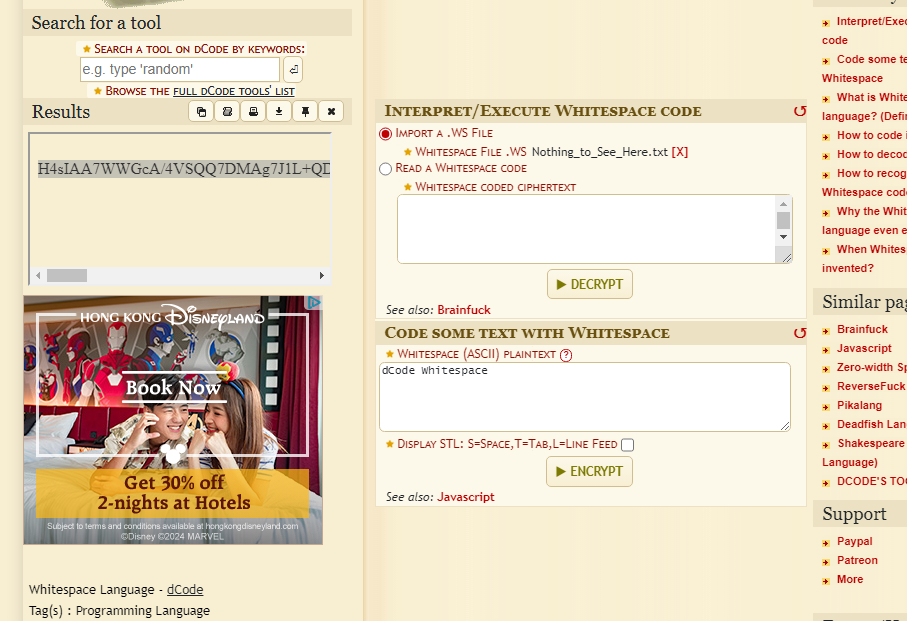 Search for a tool
★ Search a tool on dCode by keywords:
e.g. type 'random'
★ Browse the full dCode tools' list
Results
H4sIAA7WWGcA/4VSQQ7DMAg7J1L+QD
HONG KONG Disneyland
Book Now
Get 30% off
2-nights at Hotels
Subject to terms and conditions available at hongkongdisneyland.com
©Disney ©2024 MARVEL
Whitespace Language - dCode
Tag(s) : Programming Language
Interpret/Execute Whitespace code
Import a .WS File
★ Whitespace File .WS Nothing_to_See_Here.txt [X]
Read a Whitespace code
★ Whitespace coded ciphertext
▶ DECRYPT
See also: Brainfuck
Code some text with Whitespace
★ Whitespace (ASCII) plaintext (?)
dCode Whitespace
★ Display STL: S=Space,T=Tab,L=Line Feed
▶ ENCRYPT
See also: Javascript
Interpret/Exec
code
Code some te
Whitespace
What is White
language? (Defi
How to code i
How to decod
How to recog
Whitespace cod
Why the Whit
language even e
When Whites
invented?
Similar pag
Brainfuck
Javascript
Zero-width Sp
ReverseFuck
Pikalang
Deadfish Lan
Shakespeare
Language)
DCODE'S TOO
Support
Paypal
Patreon
More